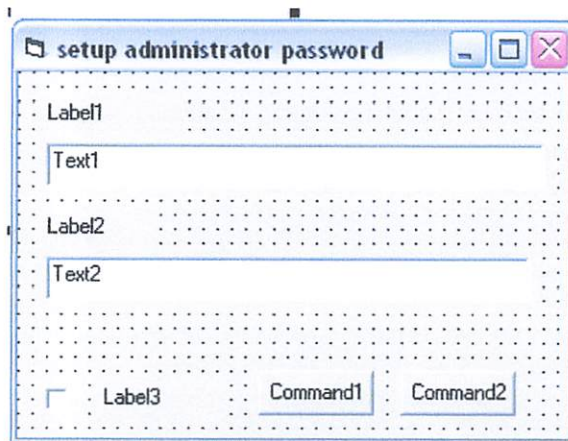 setup administrator password
Label1
Text1
Label2
Text2
Label3 Command1 Command2